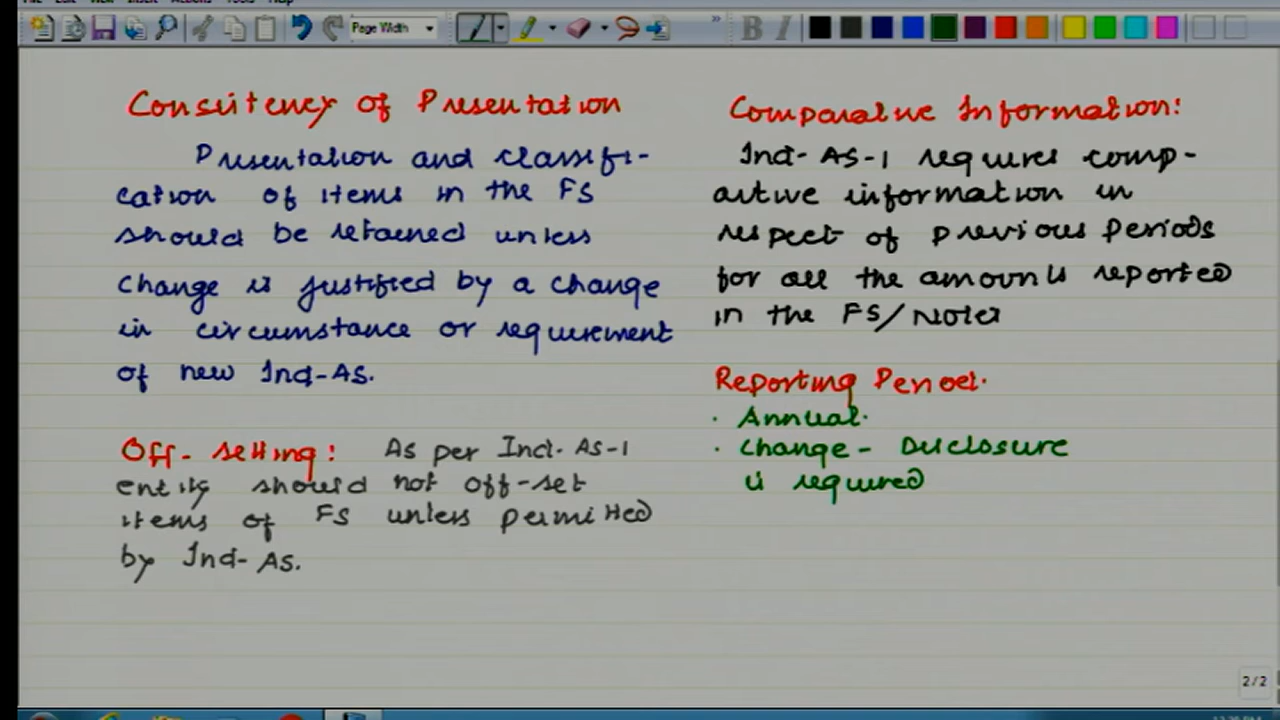 Page Width
Consistency of Presentation
Presentation and classifi-
cation of items in the FS
should be retained unless
change is justified by a change
in circumstance or requirement
of new Ind-AS.
Off-setting: As per Ind-AS-1
entity should not off-set
items of FS unless permitted
by Ind-AS.
Comparative Information:
Ind-AS-1 requires comp-
artive information in
respect of previous periods
for all the amounts reported
in the FS/Notes
Reporting Period.
· Annual.
· Change - Disclosure
is required
2/2